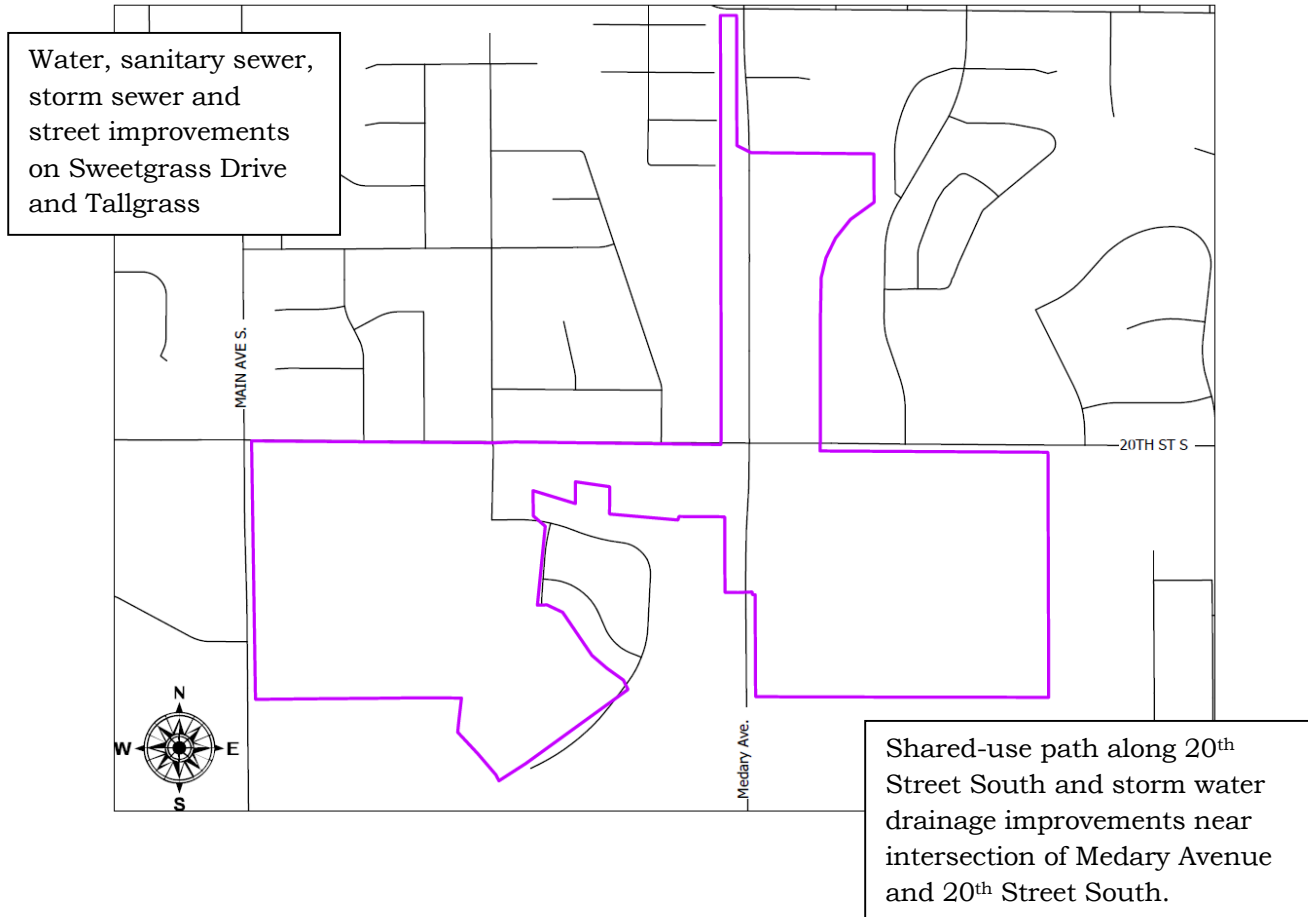 Water, sanitary sewer,
storm sewer and
street improvements
on Sweetgrass Drive
and Tallgrass
MAIN AVE S.
20TH ST S
N
W
E
S
Medary Ave.
Shared-use path along 20th
Street South and storm water
drainage improvements near
intersection of Medary Avenue
and 20th Street South.